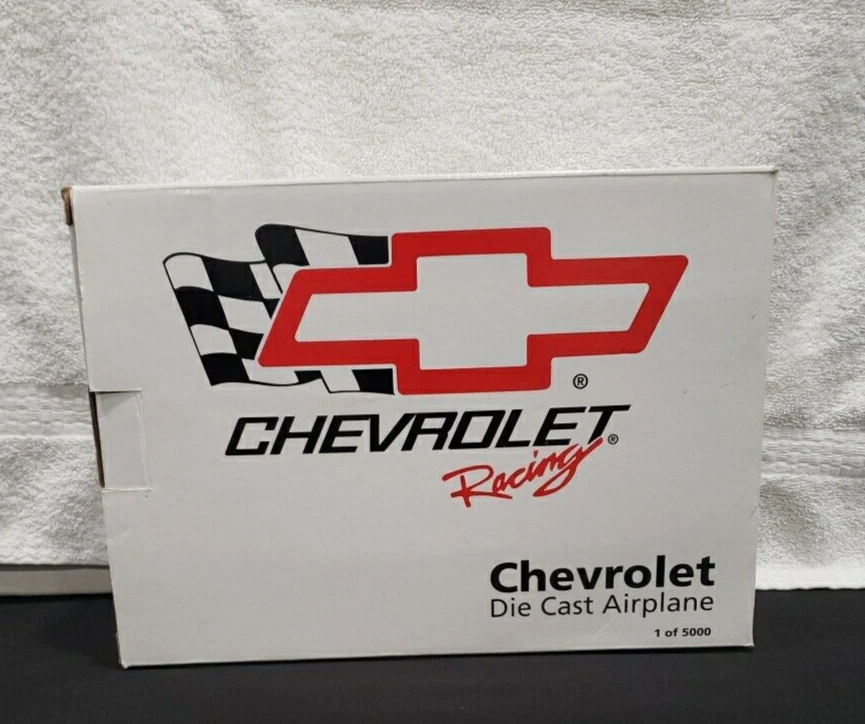 ®
CHEVROLET®
Racing
Chevrolet
Die Cast Airplane
1 of 5000